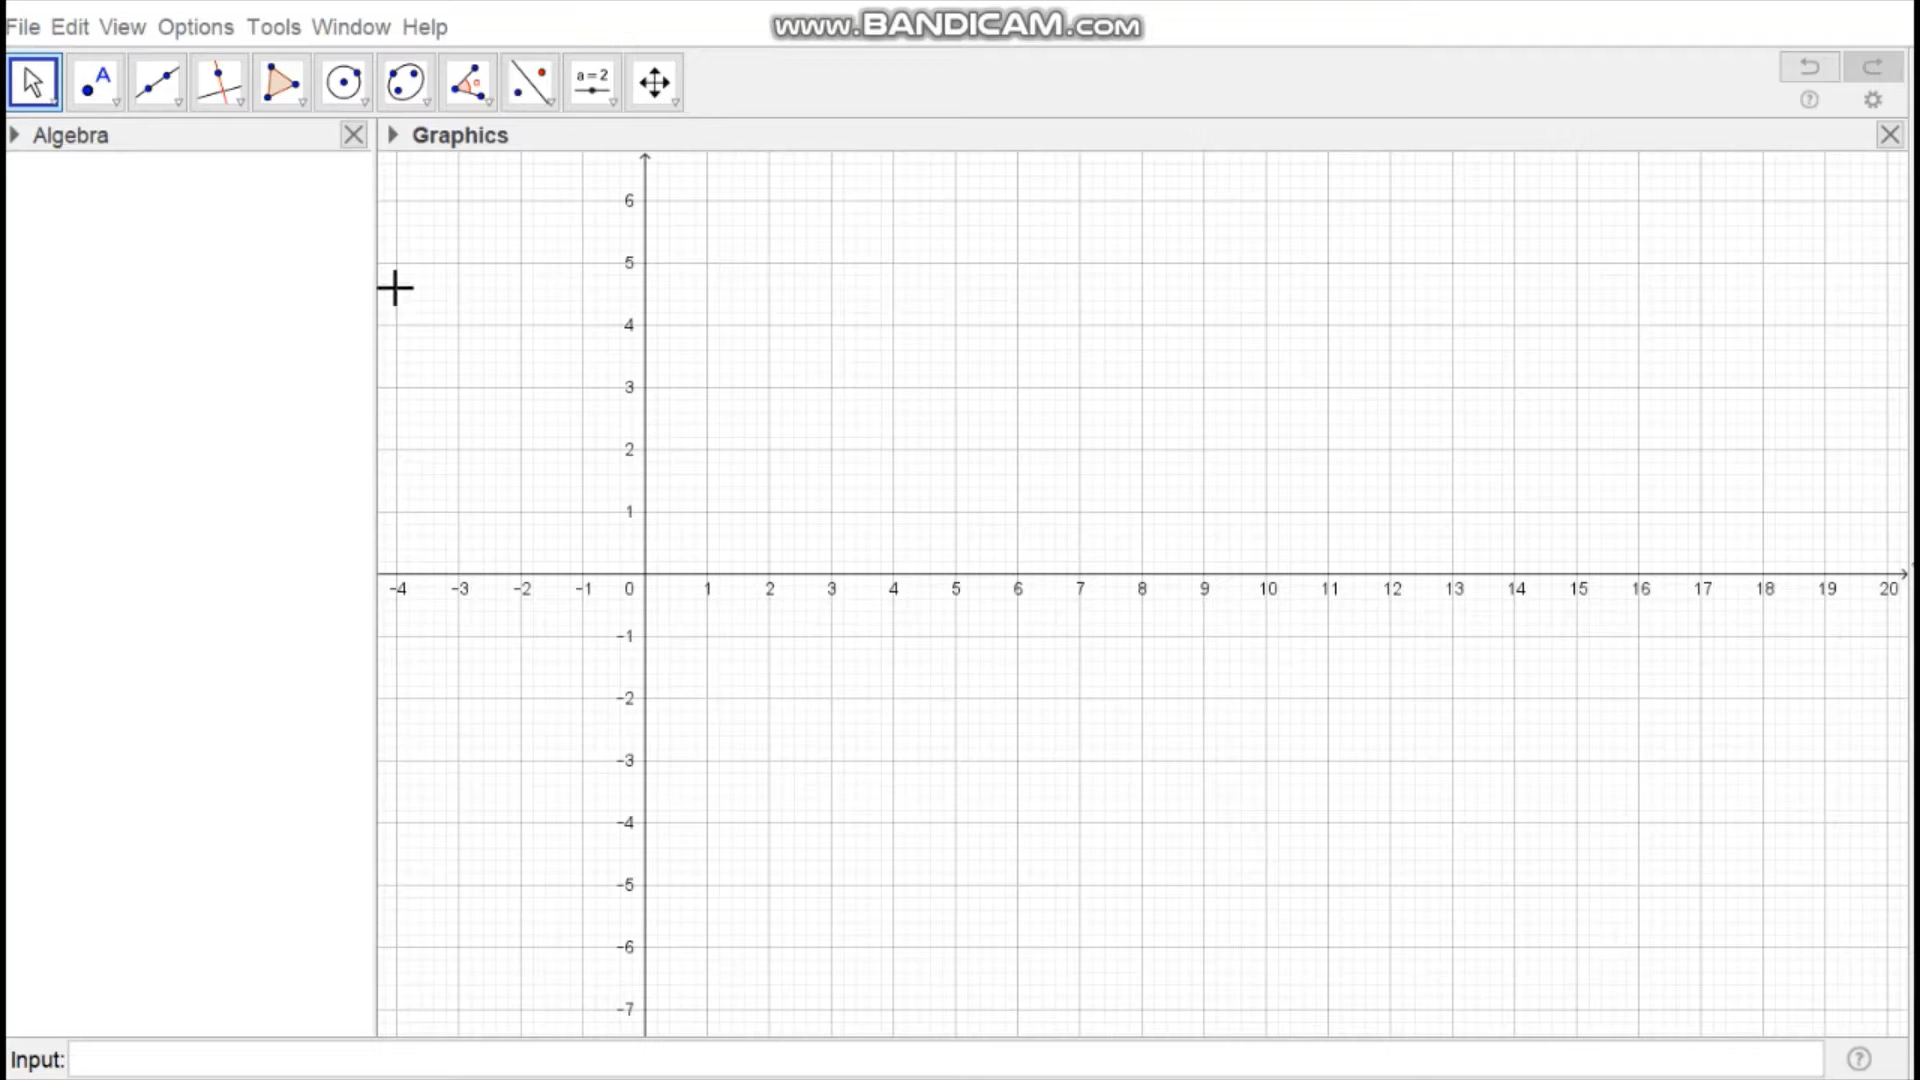 File Edit View Options Tools Window Help
www.BANDICAM.com
A
a=2
Algebra
Graphics
6
5
4
3
2
1
-4 -3 -2 -1 0 1 2 3 4 5 6 7 8 9 10 11 12 13 14 15 16 17 18 19 20
-1
-2
-3
-4
-5
-6
-7
Input: